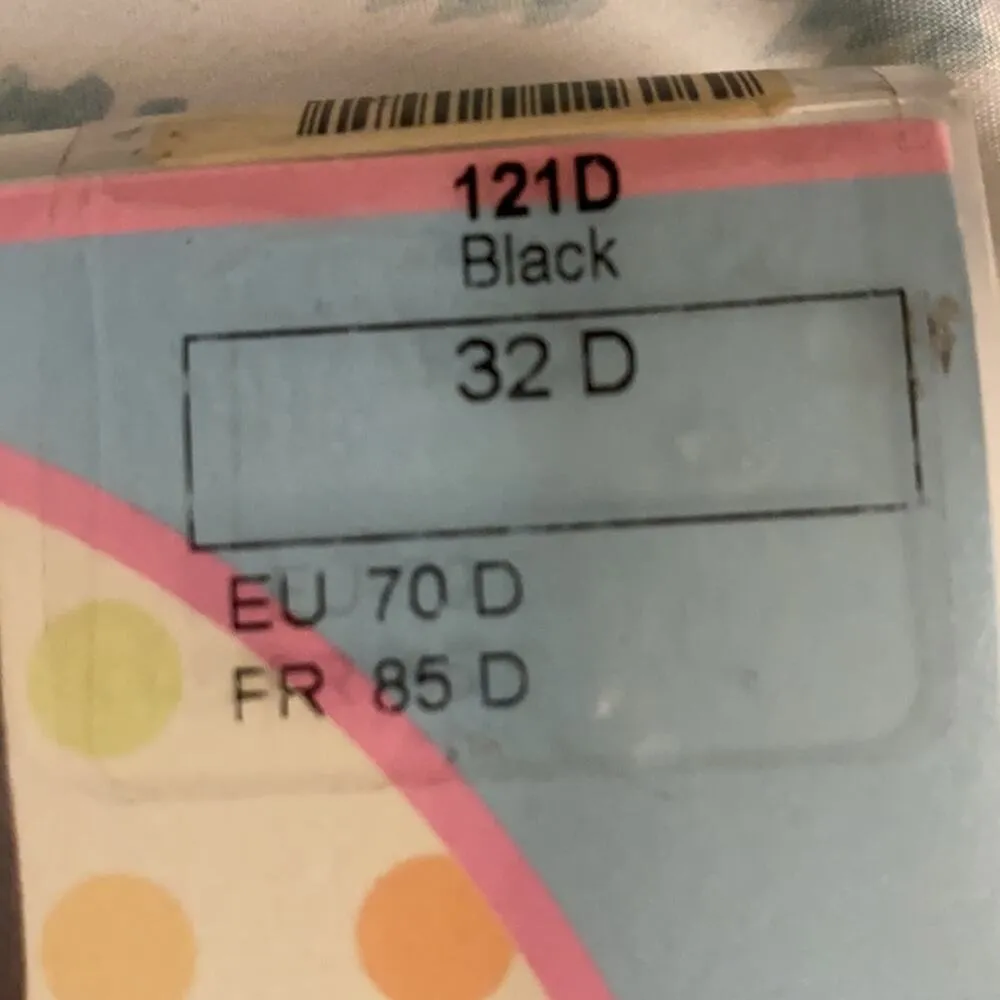 121D
Black
32 D
EU 70 D
FR 85 D